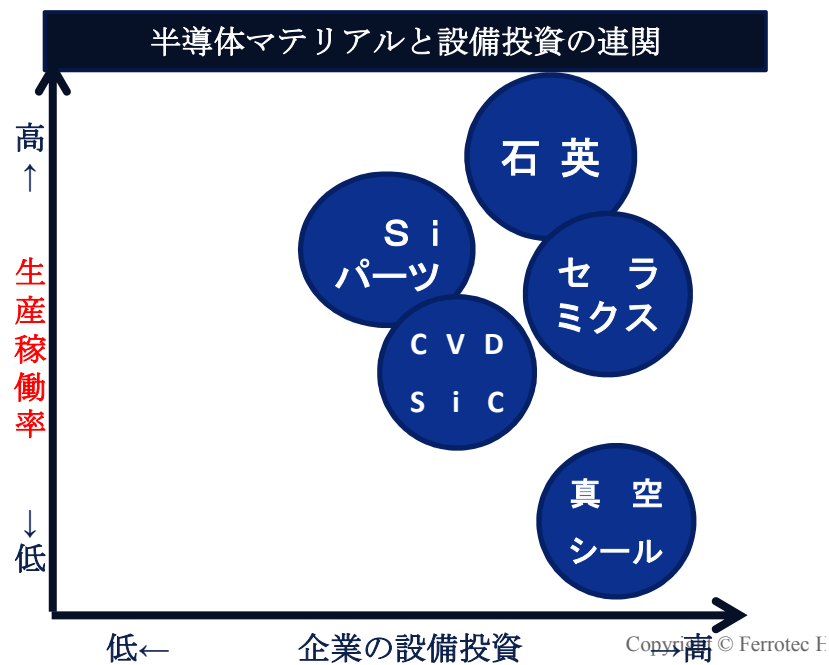 半導体マテリアルと設備投資の連関
高
↑
生産稼働率
↓
低
石 英
Ｓ ｉ
パーツ
セ ラ
ミクス
C V D
S i C
真 空
シール
低←
企業の設備投資
→高
Copyright © Ferrotec H